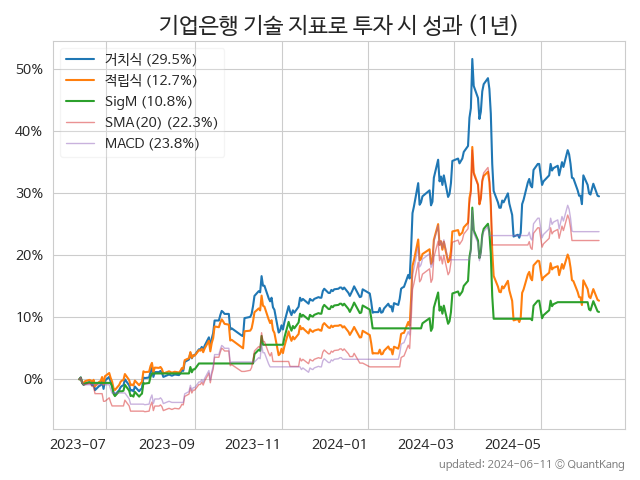 기업은행 기술 지표로 투자 시 성과 (1년)
거치식 (29.5%)
적립식 (12.7%)
SigM (10.8%)
SMA(20) (22.3%)
MACD (23.8%)
50%
40%
30%
20%
10%
0%
2023-07 2023-09 2023-11 2024-01 2024-03 2024-05
updated: 2024-06-11 © QuantKang